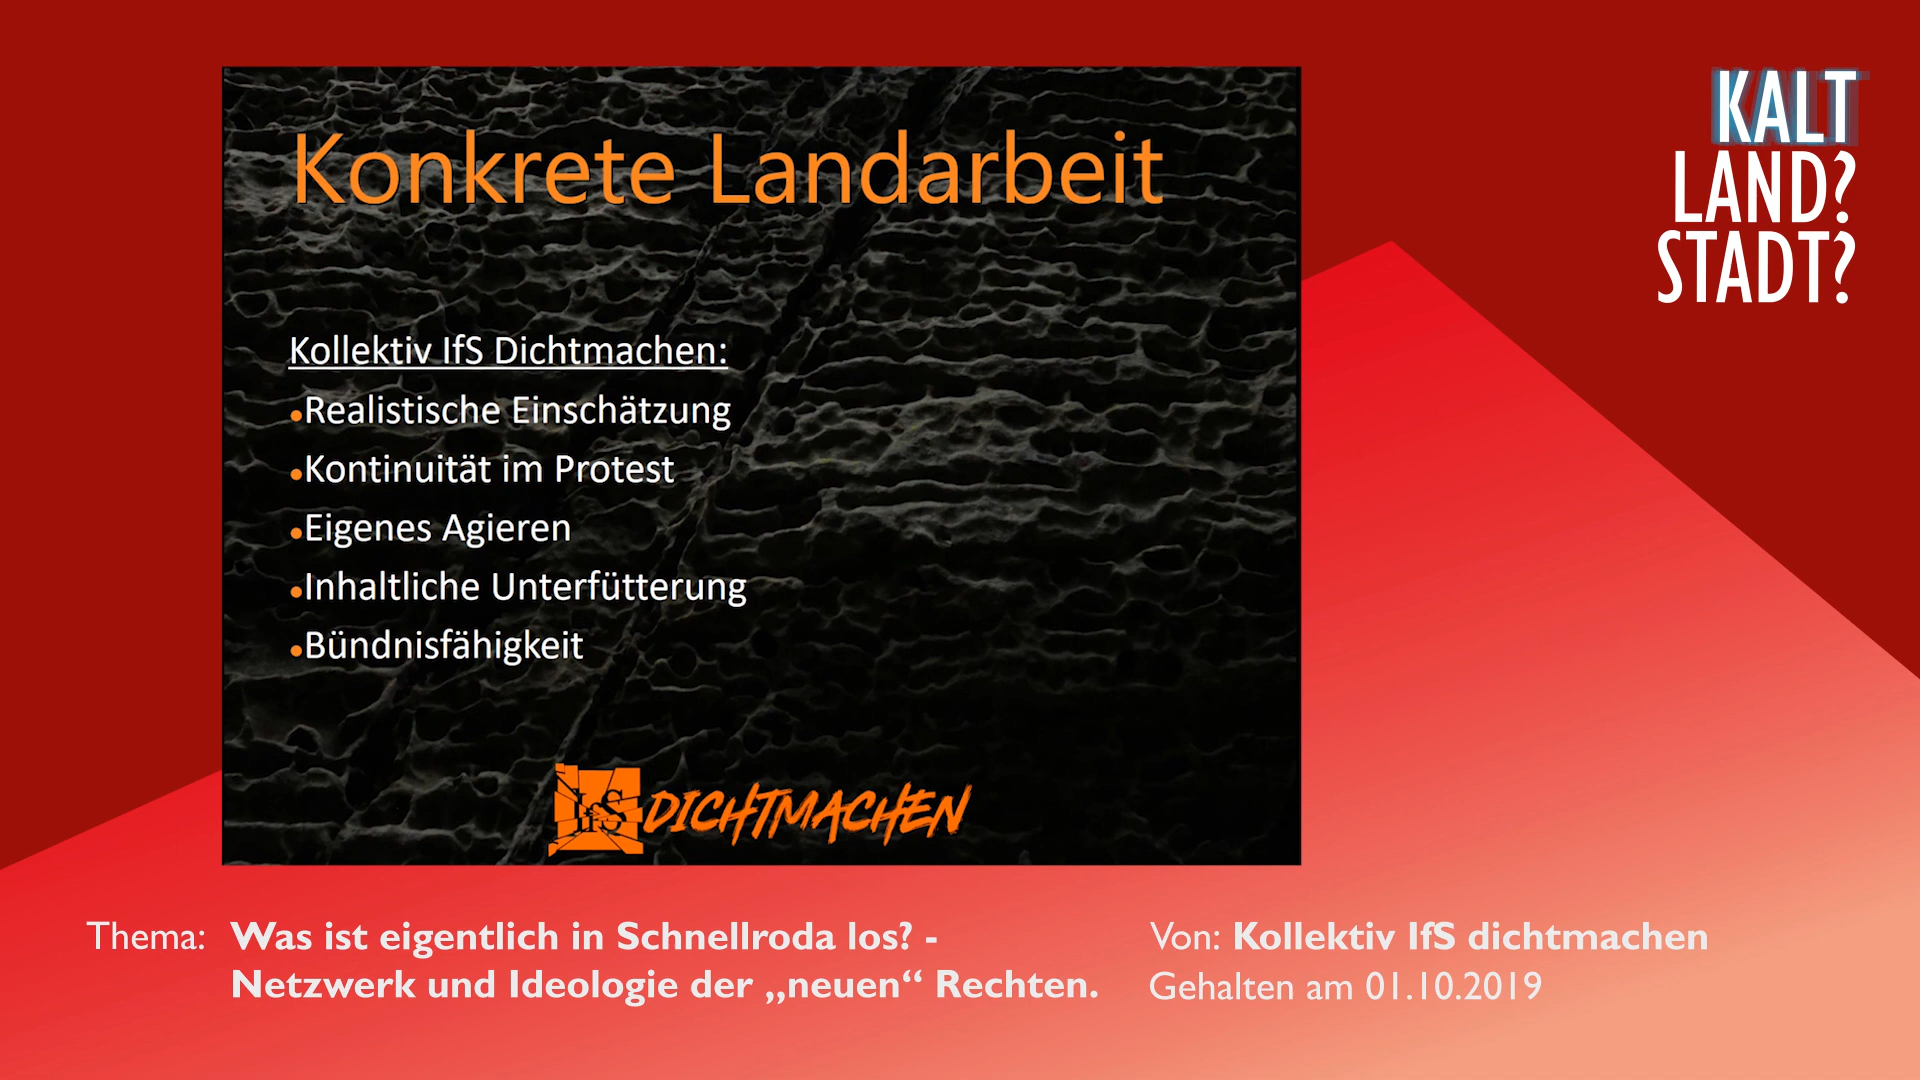 Konkrete Landarbeit
Kollektiv IfS Dichtmachen:
•Realistische Einschätzung
•Kontinuität im Protest
•Eigenes Agieren
•Inhaltliche Unterfütterung
•Bündnisfähigkeit
IfS DICHTMACHEN
KALT
LAND?
STADT?
Thema: Was ist eigentlich in Schnellroda los? -
Netzwerk und Ideologie der „neuen“ Rechten.
Von: Kollektiv IfS dichtmachen
Gehalten am 01.10.2019